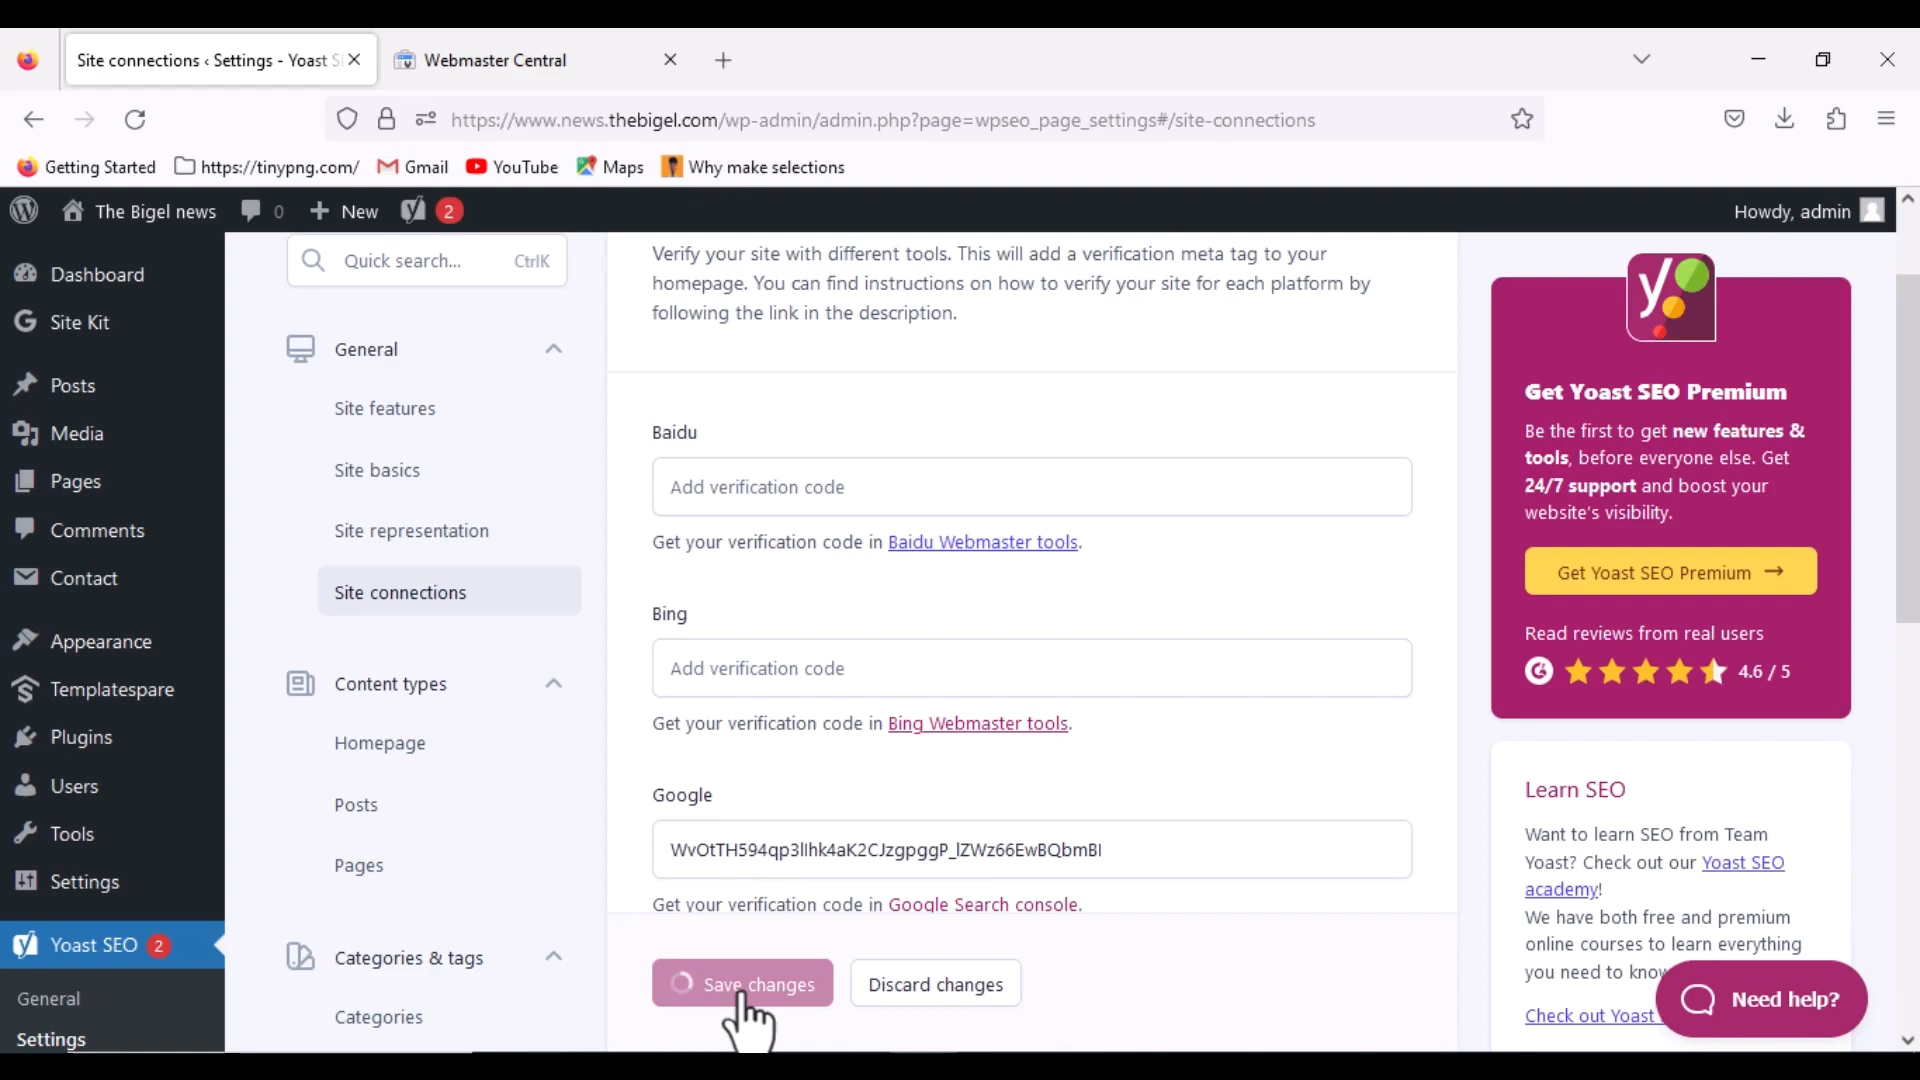 Site connections ‹ Settings - Yoast S
Webmaster Central
https://www.news.thebigel.com/wp-admin/admin.php?page=wpseo_page_settings#/site-connections
Getting Started
https://tinypng.com/
Gmail
YouTube
Maps
Why make selections
The Bigel news
0
New
2
Howdy, admin
Dashboard
Site Kit
Posts
Media
Pages
Comments
Contact
Appearance
Templatespare
Plugins
Users
Tools
Settings
Yoast SEO 2
General
Settings
Quick search... CtrlK
General
Site features
Site basics
Site representation
Site connections
Content types
Homepage
Posts
Pages
Categories & tags
Categories
Verify your site with different tools. This will add a verification meta tag to your
homepage. You can find instructions on how to verify your site for each platform by
following the link in the description.
Baidu
Add verification code
Get your verification code in Baidu Webmaster tools.
Bing
Add verification code
Get your verification code in Bing Webmaster tools.
Google
Get your verification code in Google Search console.
Save changes
Discard changes
Get Yoast SEO Premium
Be the first to get new features &
tools, before everyone else. Get
24/7 support and boost your
website's visibility.
Get Yoast SEO Premium →
Read reviews from real users
4.6 / 5
Learn SEO
Want to learn SEO from Team
Yoast? Check out our Yoast SEO
academy!
We have both free and premium
online courses to learn everything
you need to know
Check out Yoast
Need help?